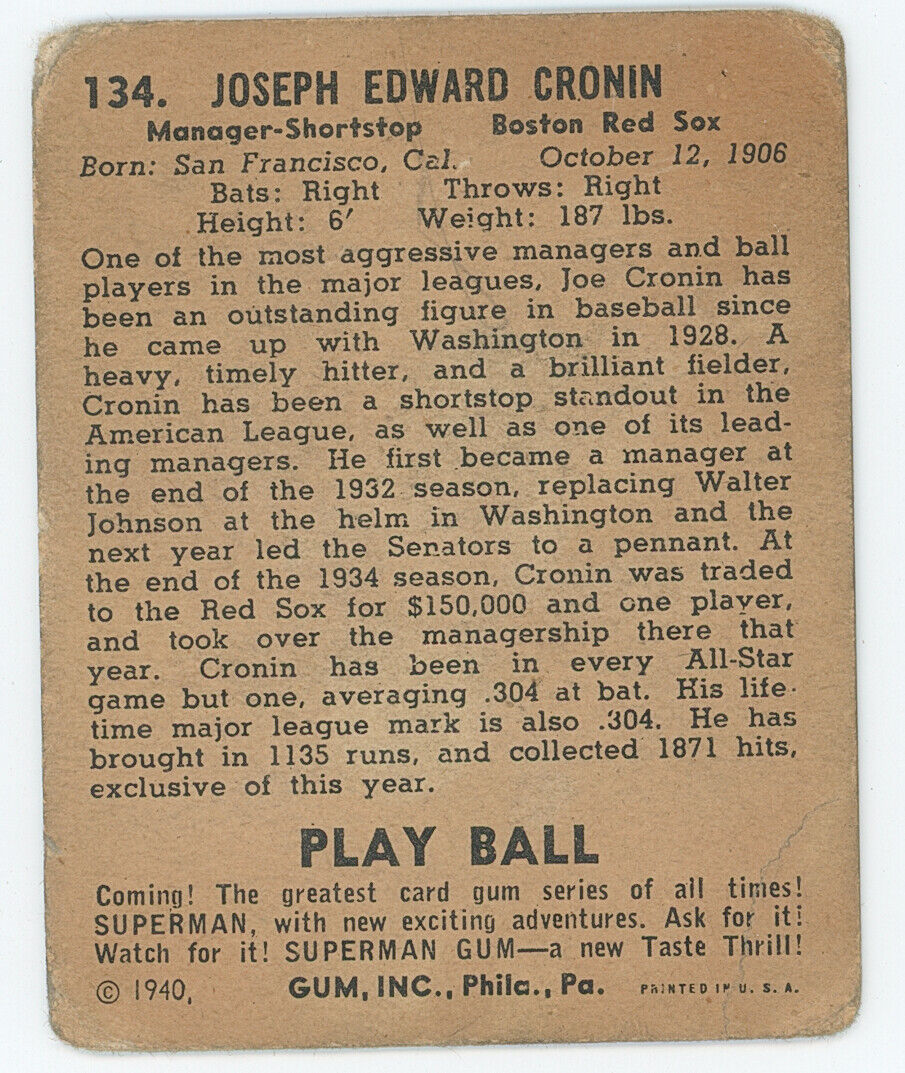 134. JOSEPH EDWARD CRONIN
Manager-Shortstop Boston Red Sox
Born: San Francisco, Cal. October 12, 1906
Bats: Right Throws: Right
Height: 6′ Weight: 187 lbs.
One of the most aggressive managers and ball
players in the major leagues, Joe Cronin has
been an outstanding figure in baseball since
he came up with Washington in 1928. A
heavy, timely hitter, and a brilliant fielder,
Cronin has been a shortstop standout in the
American League, as well as one of its lead-
ing managers. He first became a manager at
the end of the 1932 season, replacing Walter
Johnson at the helm in Washington and the
next year led the Senators to a pennant. At
the end of the 1934 season, Cronin was traded
to the Red Sox for $150,000 and one player,
and took over the managership there that
year. Cronin has been in every All-Star
game but one, averaging .304 at bat. His life-
time major league mark is also .304. He has
brought in 1135 runs, and collected 1871 hits,
exclusive of this year.
PLAY BALL
Coming! The greatest card gum series of all times!
SUPERMAN, with new exciting adventures. Ask for it!
Watch for it! SUPERMAN GUM—a new Taste Thrill!
© 1940, GUM, INC., Phila., Pa. PRINTED IN U. S. A.